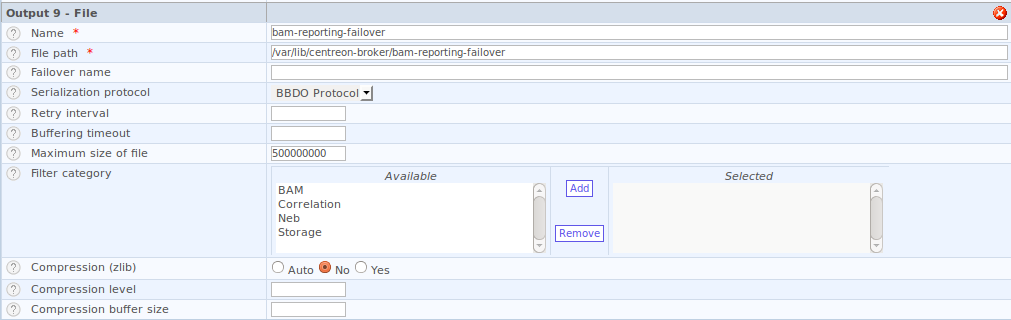 Output 9 - File
Name * bam-reporting-failover
File path * /var/lib/centreon-broker/bam-reporting-failover
Failover name
Serialization protocol BBDO Protocol
Retry interval
Buffering timeout
Maximum size of file 500000000
Filter category Available Selected
BAM Add
Correlation
Neb
Storage Remove
Compression (zlib) Auto No Yes
Compression level
Compression buffer size